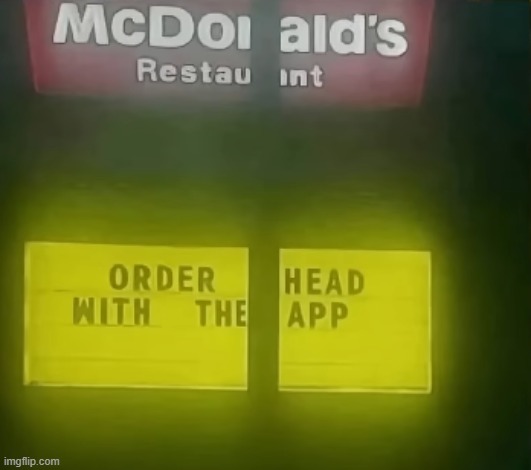 McDo ald's
Restau nt
ORDER HEAD
WITH THE APP
imgflip.com